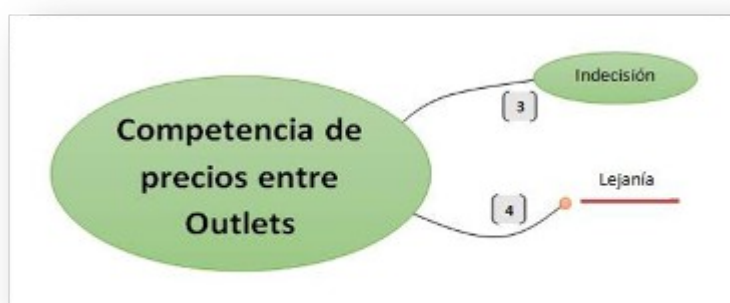 Competencia de
precios entre
Outlets
Indecisión
[3]
Lejanía
[4]